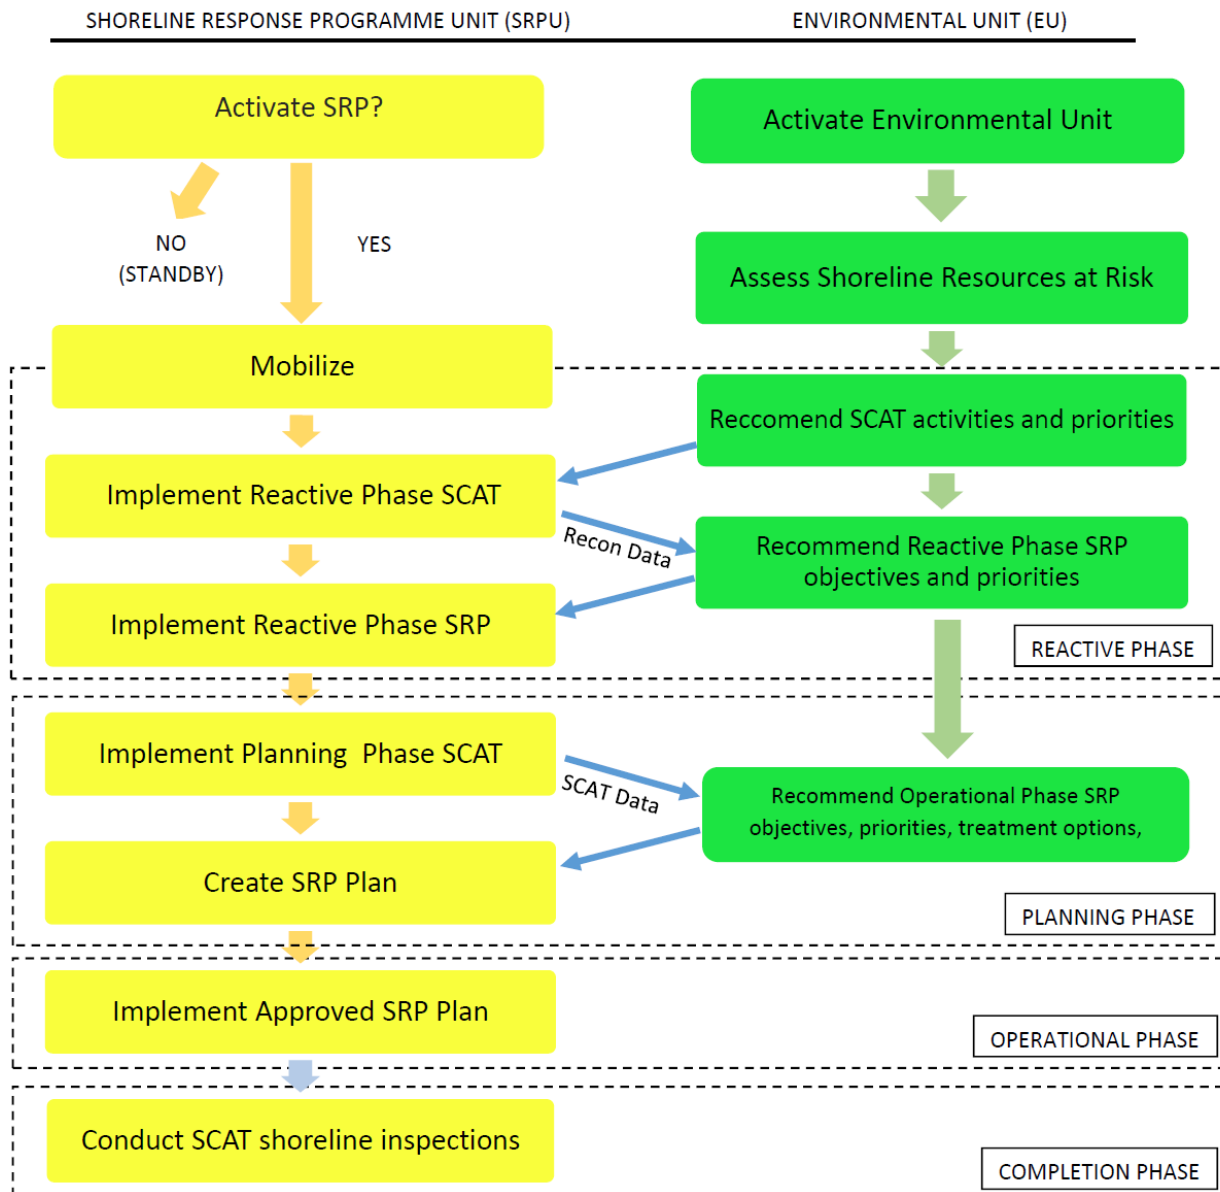 SHORELINE RESPONSE PROGRAMME UNIT (SRPU)
ENVIRONMENTAL UNIT (EU)
Activate SRP?
Activate Environmental Unit
NO
(STANDBY)
YES
Assess Shoreline Resources at Risk
Mobilize
Reccomend SCAT activities and priorities
Implement Reactive Phase SCAT
Recon Data
Recommend Reactive Phase SRP
objectives and priorities
Implement Reactive Phase SRP
REACTIVE PHASE
Implement Planning Phase SCAT
SCAT Data
Recommend Operational Phase SRP
objectives, priorities, treatment options,
Create SRP Plan
PLANNING PHASE
Implement Approved SRP Plan
OPERATIONAL PHASE
Conduct SCAT shoreline inspections
COMPLETION PHASE